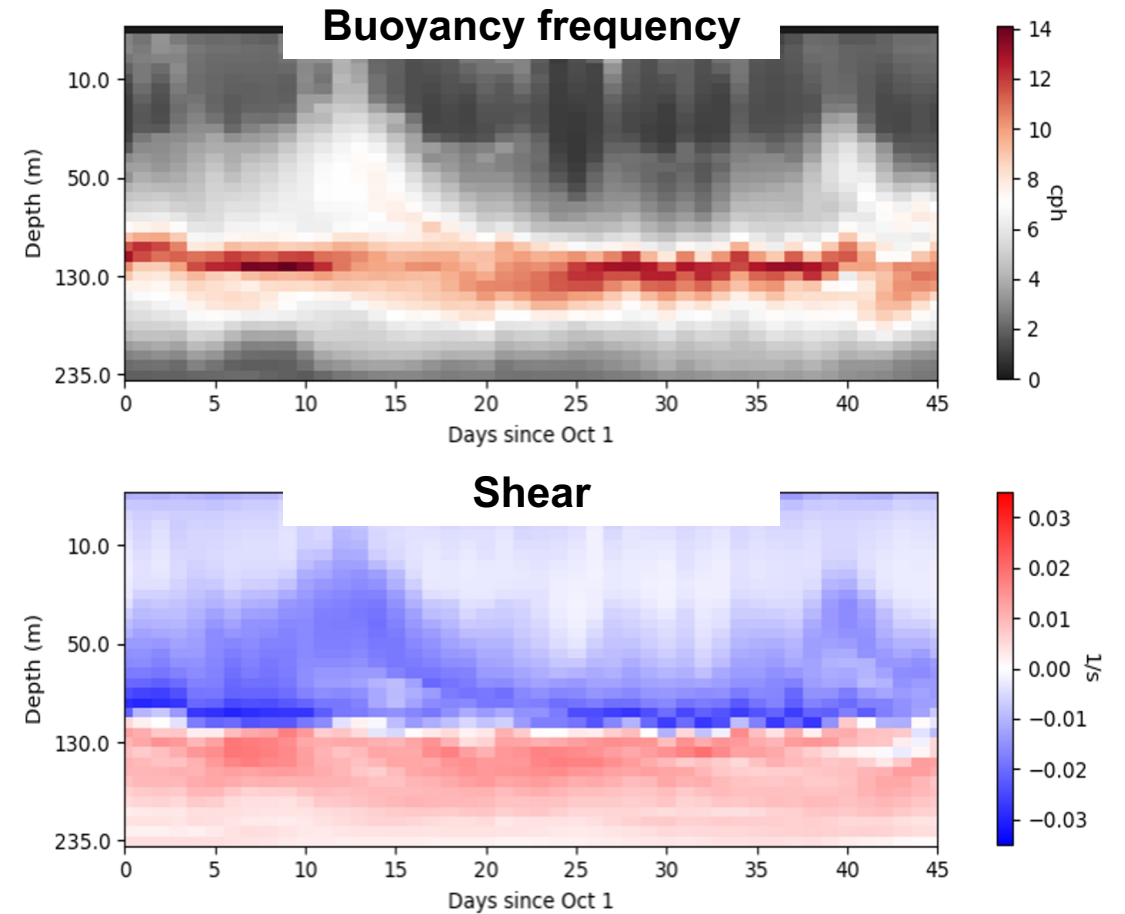 Buoyancy frequency
10.0
50.0
130.0
235.0
Depth (m)
0 5 10 15 20 25 30 35 40 45
Days since Oct 1
14
12
10
8
6
4
2
0
cph
Shear
10.0
50.0
130.0
235.0
Depth (m)
0 5 10 15 20 25 30 35 40 45
Days since Oct 1
0.03
0.02
0.01
0.00
−0.01
−0.02
−0.03
1/s